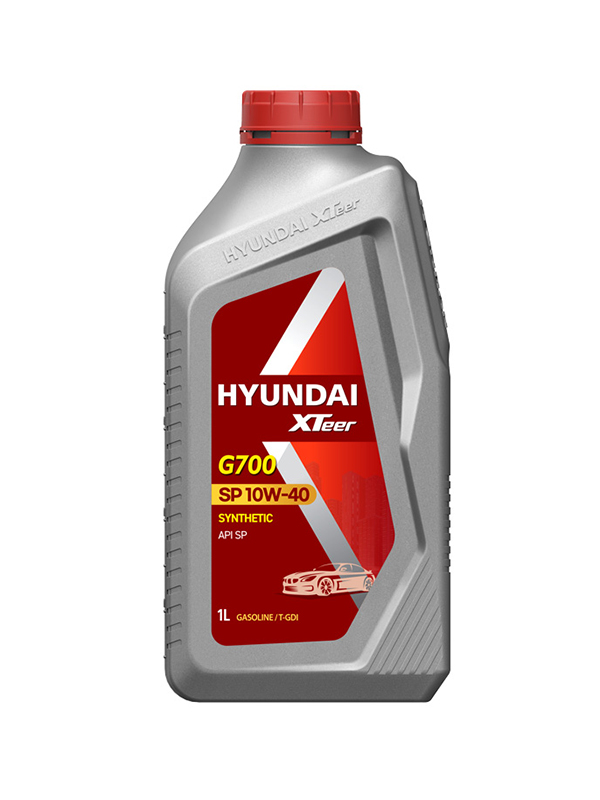 HYUNDAI XTeer
HYUNDAI
XTeer
G700
SP 10W-40
SYNTHETIC
API SP
1L GASOLINE / T-GDI